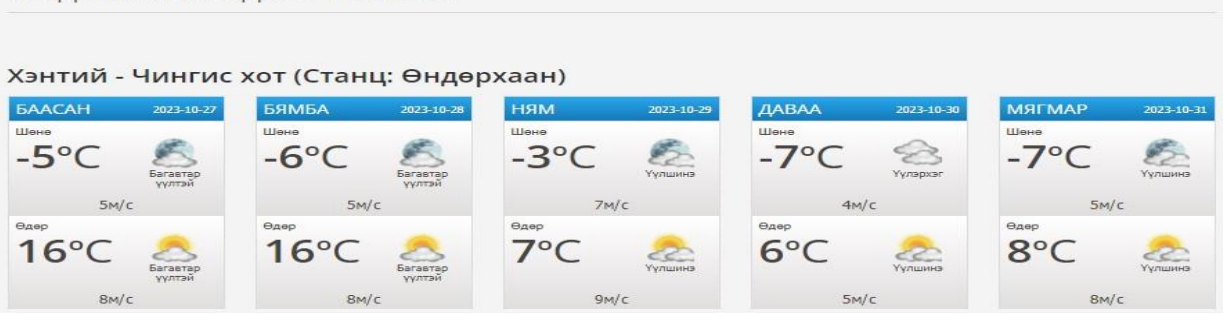 Хэнтий - Чингис хот (Станц: Өндөрхаан)
БААСАН 2023-10-27
Шөнө
-5°C
Багавтар
үүлтэй
5м/с
Өдөр
16°C
Багавтар
үүлтэй
8м/с
БЯМБА 2023-10-28
Шөнө
-6°C
Багавтар
үүлтэй
5м/с
Өдөр
16°C
Багавтар
үүлтэй
8м/с
НЯМ 2023-10-29
Шөнө
-3°C
Үүлшинэ
7м/с
Өдөр
7°C
Үүлшинэ
9м/с
ДАВАА 2023-10-30
Шөнө
-7°C
Үүлэрхэг
4м/с
Өдөр
6°C
Үүлшинэ
5м/с
МЯГМАР 2023-10-31
Шөнө
-7°C
Үүлшинэ
5м/с
Өдөр
8°C
Үүлшинэ
8м/с